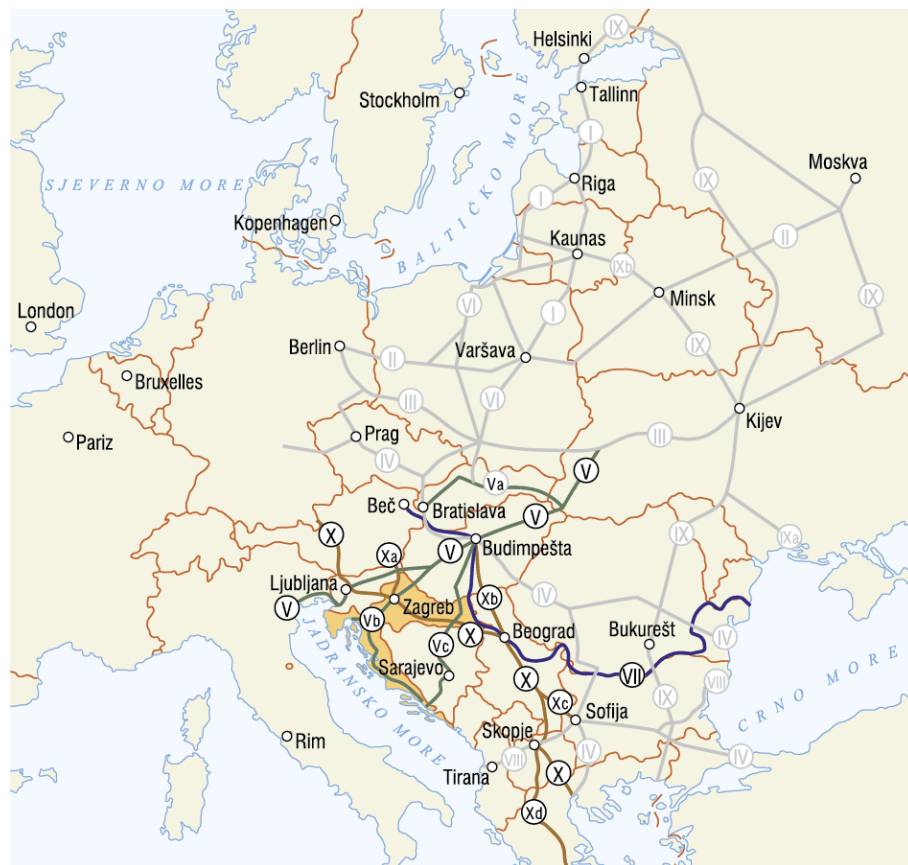 IX
Helsinki
Tallinn
Stockholm
I
Moskva
IX
SJEVERNO MORE
Riga
I
BALTIČKO MORE
Kopenhagen
Kaunas
II
IXb
Minsk
IX
London
VI
I
IX
Berlin
II
Varšava
Bruxelles
III
VI
Kijev
Pariz
Prag
III
IV
V
Va
Beč
Bratislava
V
X
Budimpešta
IXa
Xa
V
IX
IV
Ljubljana
Xb
V
Zagreb
Vb
Beograd
Bukurešt
IV
X
Vc
JADRANSKO MORE
Sarajevo
X
VII
VIII
IX
Xc
Sofija
CRNO MORE
Rim
Skopje
VIII
IV
IV
Tirana
X
Xd